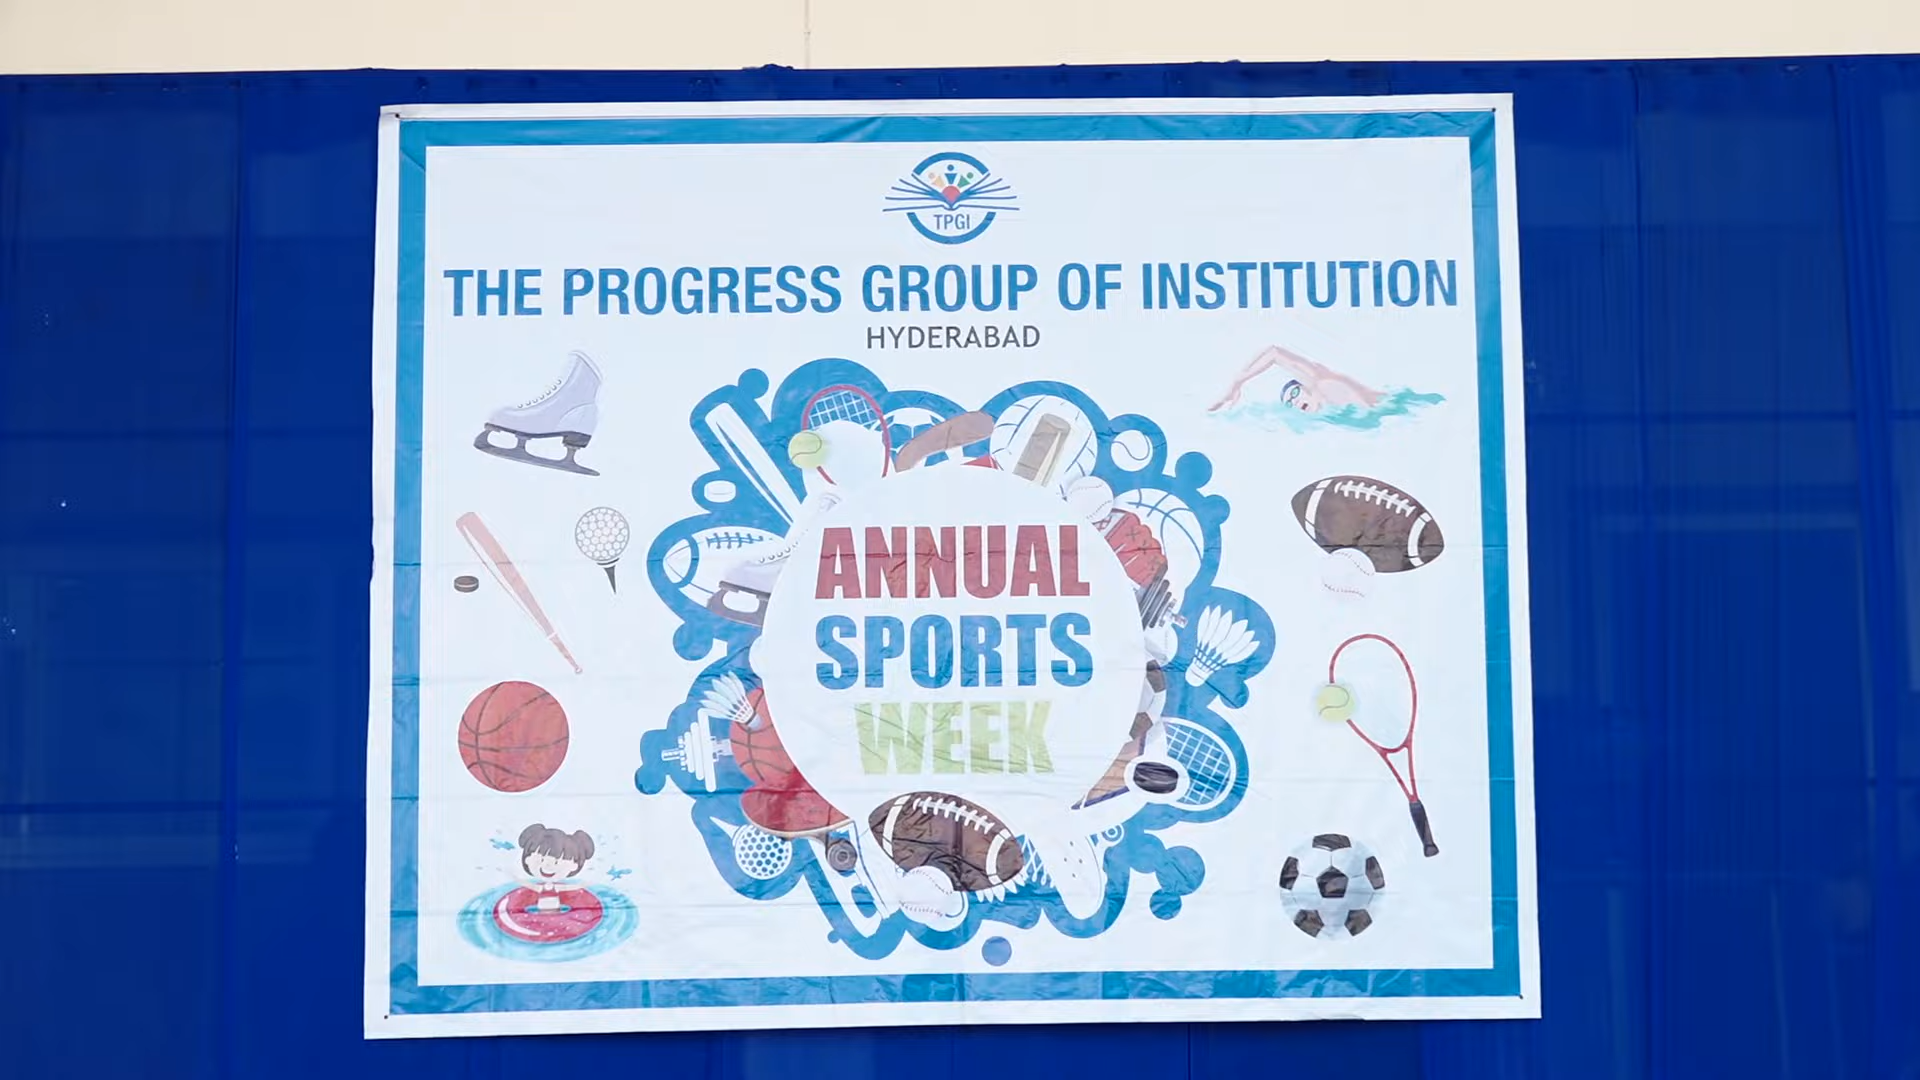 TPGI
THE PROGRESS GROUP OF INSTITUTION
HYDERABAD
ANNUAL
SPORTS
WEEK